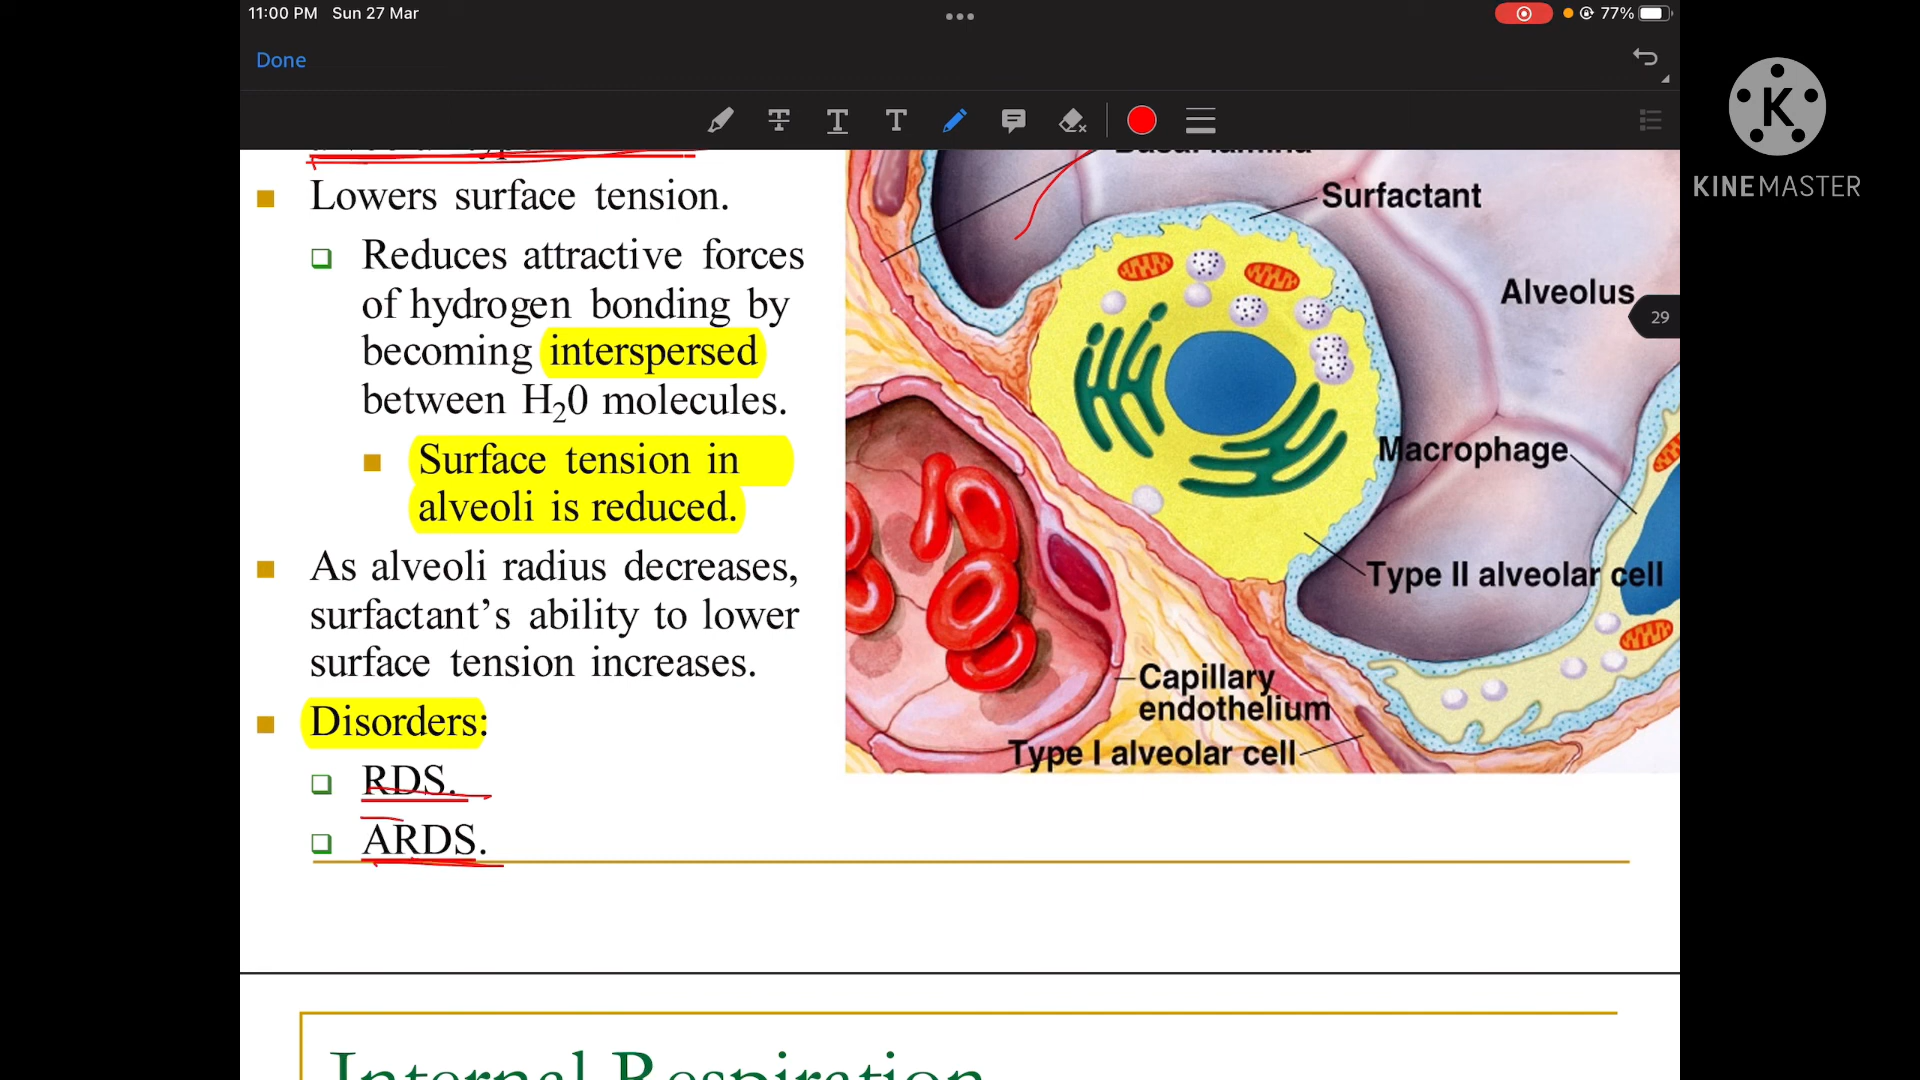 11:00 PM Sun 27 Mar
77%
Done
T T T
KINEMASTER
Lowers surface tension.
Reduces attractive forces
of hydrogen bonding by
becoming interspersed
between H₂0 molecules.
Surface tension in
alveoli is reduced.
As alveoli radius decreases,
surfactant’s ability to lower
surface tension increases.
Disorders:
RDS.
ARDS.
Basal lamina
Surfactant
Alveolus
29
Macrophage
Type II alveolar cell
Capillary
endothelium
Type I alveolar cell
Internal Respiration